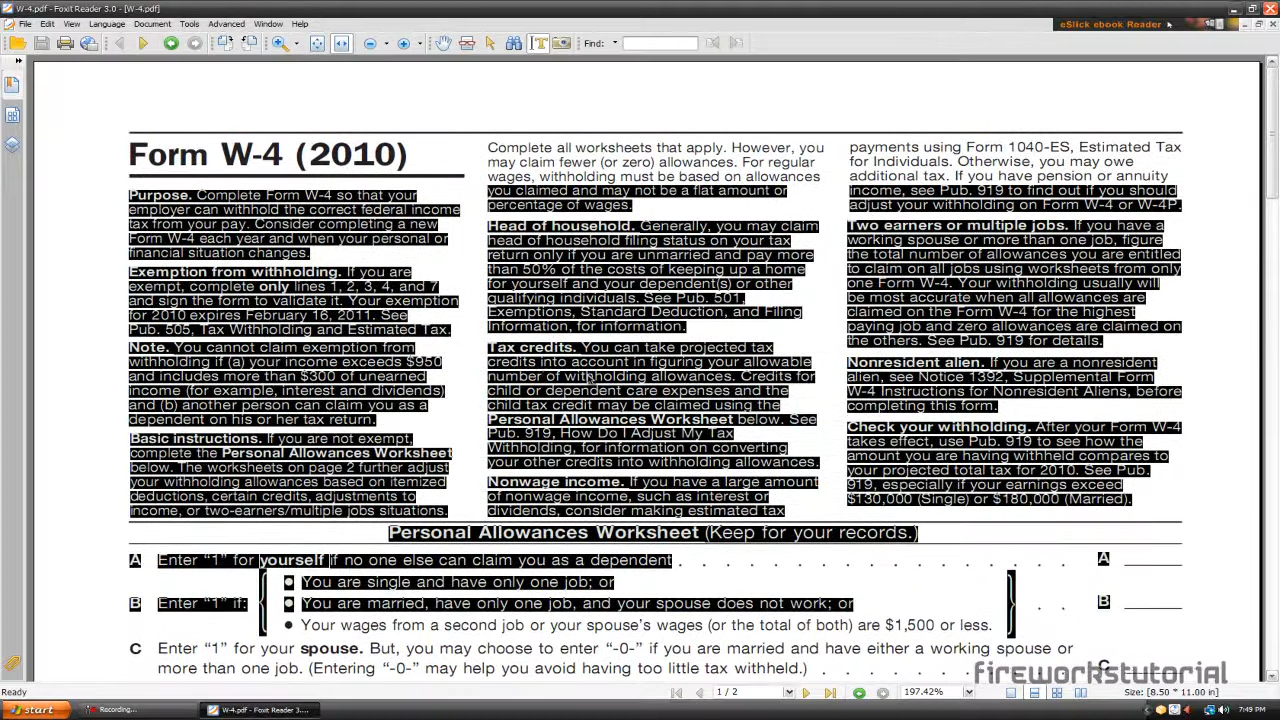 W-4.pdf - Foxit Reader 3.0 - [W-4.pdf]
File Edit View Language Document Tools Advanced Window Help
eSlick ebook Reader
Find:
Form W-4 (2010)
Purpose. Complete Form W-4 so that your
employer can withhold the correct federal income
tax from your pay. Consider completing a new
Form W-4 each year and when your personal or
financial situation changes.
Exemption from withholding. If you are
exempt, complete only lines 1, 2, 3, 4, and 7
and sign the form to validate it. Your exemption
for 2010 expires February 16, 2011. See
Pub. 505, Tax Withholding and Estimated Tax.
Note. You cannot claim exemption from
withholding if (a) your income exceeds $950
and includes more than $300 of unearned
income (for example, interest and dividends)
and (b) another person can claim you as a
dependent on his or her tax return.
Basic instructions. If you are not exempt,
complete the Personal Allowances Worksheet
below. The worksheets on page 2 further adjust
your withholding allowances based on itemized
deductions, certain credits, adjustments to
income, or two-earners/multiple jobs situations.
Complete all worksheets that apply. However, you
may claim fewer (or zero) allowances. For regular
wages, withholding must be based on allowances
you claimed and may not be a flat amount or
percentage of wages.
Head of household. Generally, you may claim
head of household filing status on your tax
return only if you are unmarried and pay more
than 50% of the costs of keeping up a home
for yourself and your dependent(s) or other
qualifying individuals. See Pub. 501,
Exemptions, Standard Deduction, and Filing
Information, for information.
Tax credits. You can take projected tax
credits into account in figuring your allowable
number of withholding allowances. Credits for
child or dependent care expenses and the
child tax credit may be claimed using the
Personal Allowances Worksheet below. See
Pub. 919, How Do I Adjust My Tax
Withholding, for information on converting
your other credits into withholding allowances.
Nonwage income. If you have a large amount
of nonwage income, such as interest or
dividends, consider making estimated tax
payments using Form 1040-ES, Estimated Tax
for Individuals. Otherwise, you may owe
additional tax. If you have pension or annuity
income, see Pub. 919 to find out if you should
adjust your withholding on Form W-4 or W-4P.
Two earners or multiple jobs. If you have a
working spouse or more than one job, figure
the total number of allowances you are entitled
to claim on all jobs using worksheets from only
one Form W-4. Your withholding usually will
be most accurate when all allowances are
claimed on the Form W-4 for the highest
paying job and zero allowances are claimed on
the others. See Pub. 919 for details.
Nonresident alien. If you are a nonresident
alien, see Notice 1392, Supplemental Form
W-4 Instructions for Nonresident Aliens, before
completing this form.
Check your withholding. After your Form W-4
takes effect, use Pub. 919 to see how the
amount you are having withheld compares to
your projected total tax for 2010. See Pub.
919, especially if your earnings exceed
$130,000 (Single) or $180,000 (Married).
Personal Allowances Worksheet (Keep for your records.)
A Enter “1” for yourself if no one else can claim you as a dependent . . . . . . . . . . . . . . . . A
● You are single and have only one job; or
B Enter “1” if: ● You are married, have only one job, and your spouse does not work; or . . B
● Your wages from a second job or your spouse's wages (or the total of both) are $1,500 or less.
C Enter “1” for your spouse. But, you may choose to enter “-0-” if you are married and have either a working spouse or
more than one job. (Entering “-0-” may help you avoid having too little tax withheld.) . . . . . . C
fireworkstutorial
Ready 1 / 2 197.42% Size: [8.50 * 11.00 in]
start Recording... W-4.pdf - Foxit Reader 3.... 7:49 PM